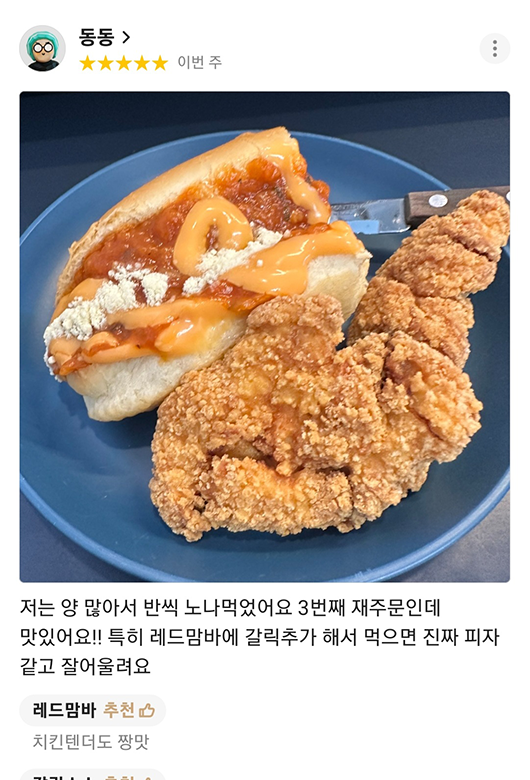 동동
이번 주
저는 양 많아서 반씩 노나먹었어요 3번째 재주문인데
맛있어요!! 특히 레드맘바에 갈릭추가 해서 먹으면 진짜 피자
같고 잘어울려요
레드맘바 추천
치킨텐더도 짱맛